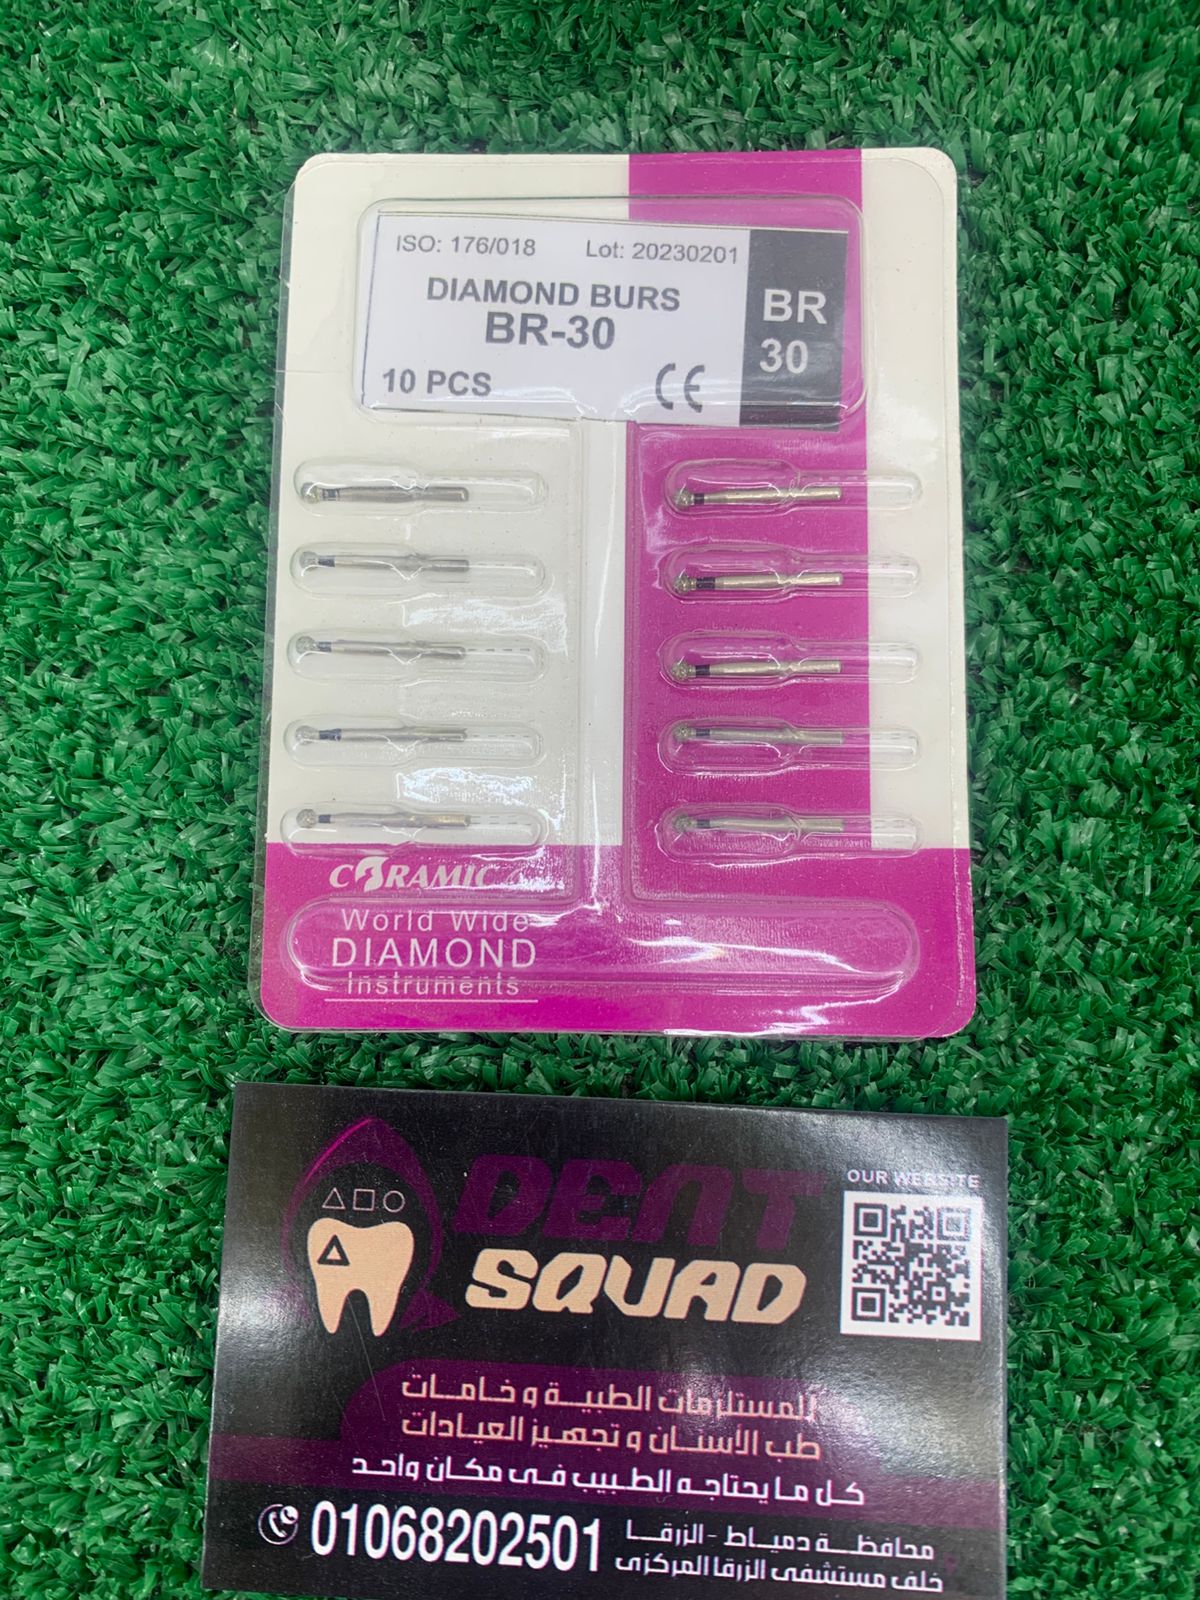 ISO: 176/018 Lot: 20230201
DIAMOND BURS
BR-30
10 PCS CE
BR
30
CERAMIC
World Wide
DIAMOND
Instruments
DENT
SQUAD
OUR WEBSITE
للمستلزمات الطبية و خامات
طب الأسنان و تجهيز العيادات
كل ما يحتاجه الطبيب فى مكان واحد
محافظة دمياط - الزرقا
خلف مستشفى الزرقا المركزى
01068202501